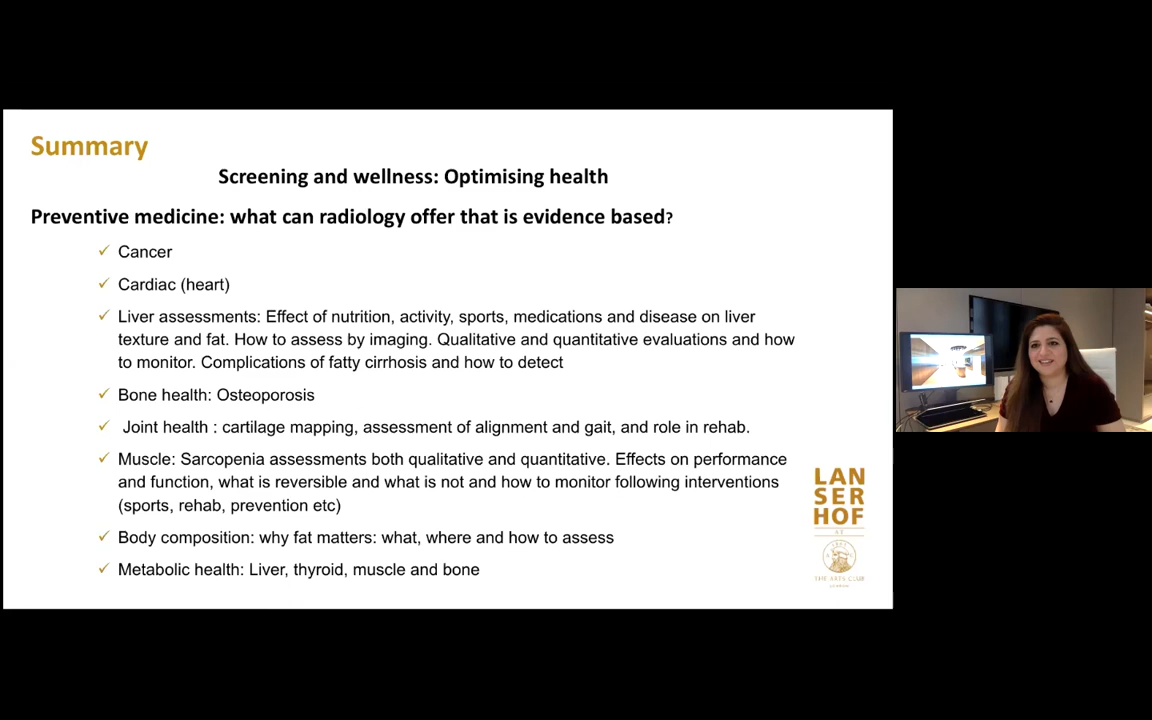 Summary
Screening and wellness: Optimising health
Preventive medicine: what can radiology offer that is evidence based?
Cancer
Cardiac (heart)
Liver assessments: Effect of nutrition, activity, sports, medications and disease on liver
texture and fat. How to assess by imaging. Qualitative and quantitative evaluations and how
to monitor. Complications of fatty cirrhosis and how to detect
Bone health: Osteoporosis
Joint health : cartilage mapping, assessment of alignment and gait, and role in rehab.
Muscle: Sarcopenia assessments both qualitative and quantitative. Effects on performance
and function, what is reversible and what is not and how to monitor following interventions
(sports, rehab, prevention etc)
Body composition: why fat matters: what, where and how to assess
Metabolic health: Liver, thyroid, muscle and bone
LAN
SER
HOF
AT
THE ARTS CLUB